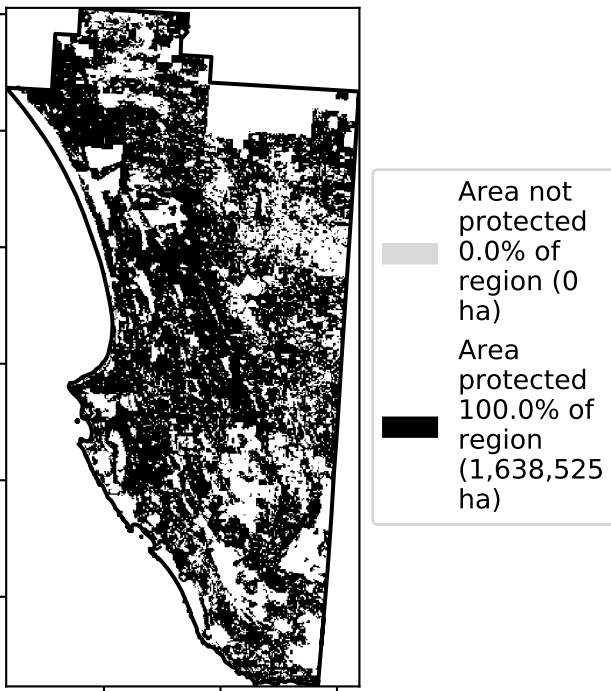 Area not
protected
0.0% of
region (0
ha)
Area
protected
100.0% of
region
(1,638,525
ha)